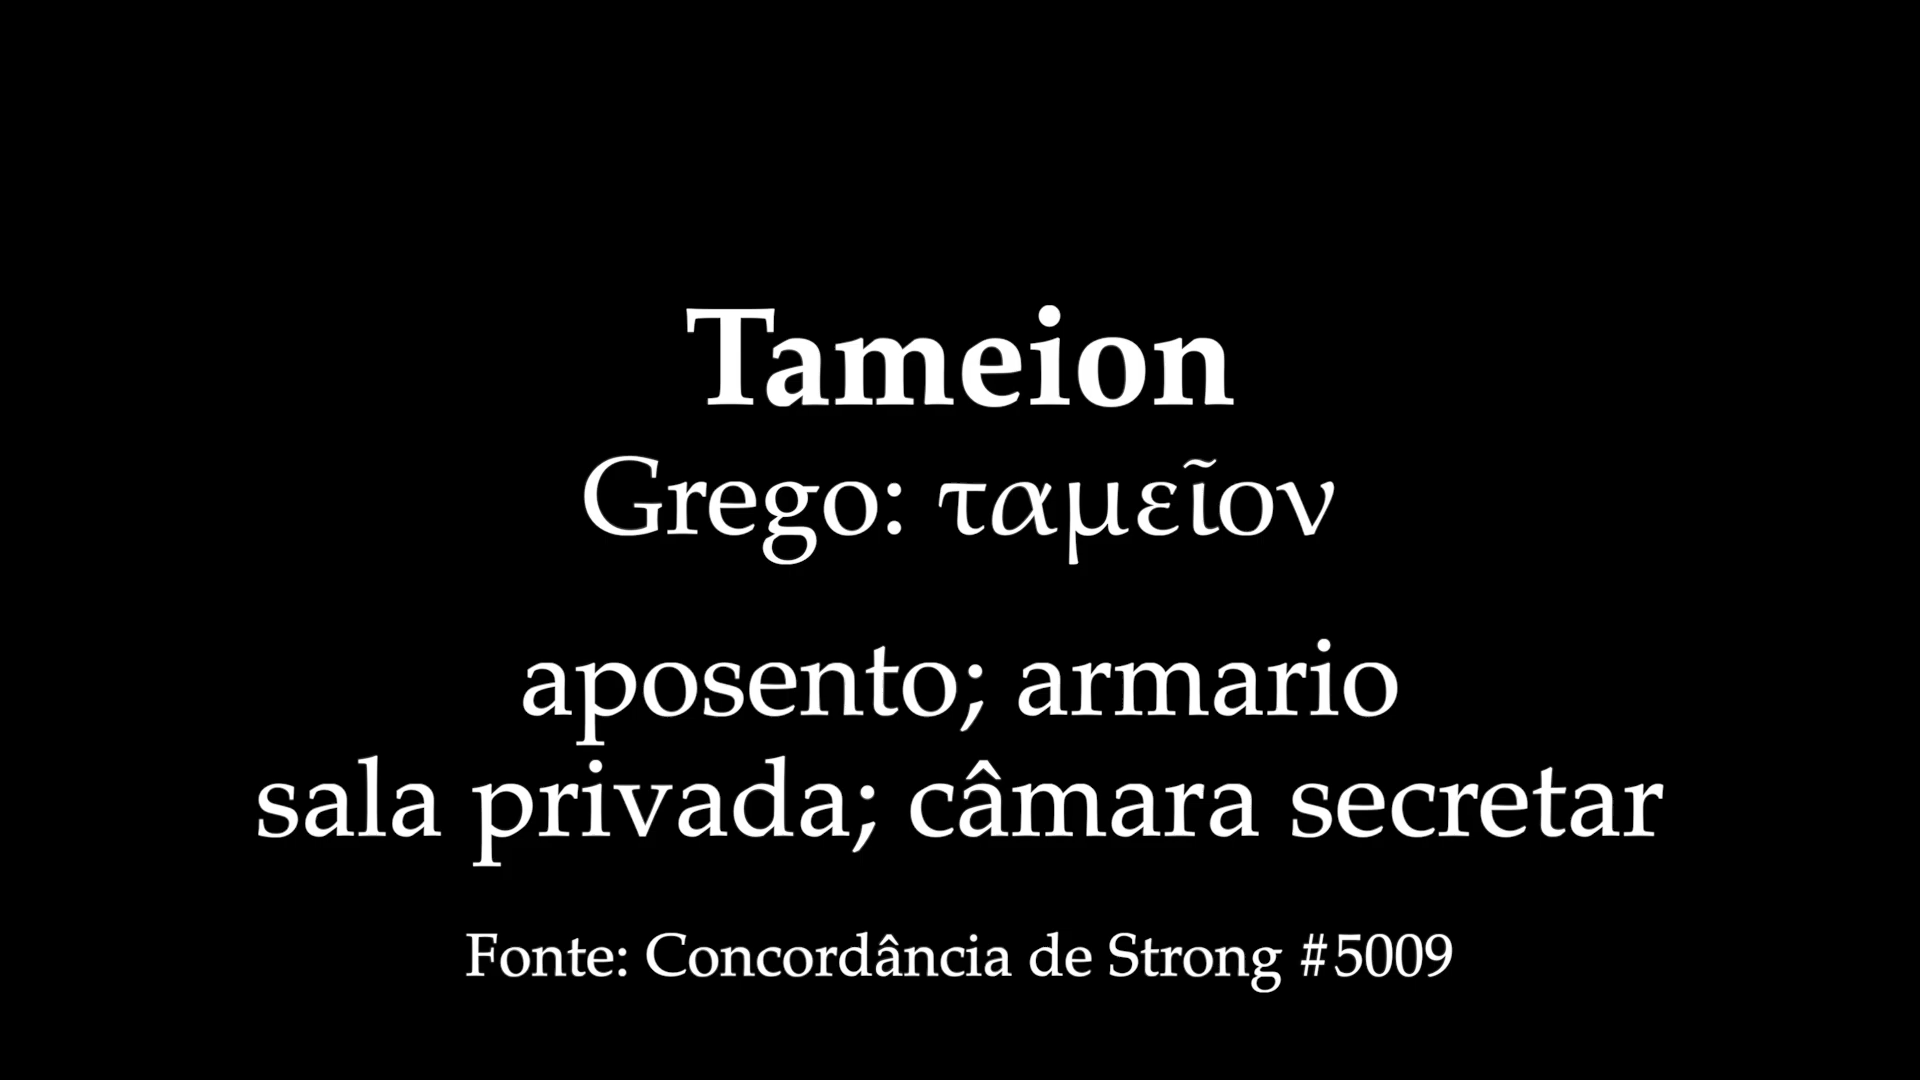 Tameion
Grego: ταμεῖον
aposento; armario
sala privada; câmara secretar
Fonte: Concordância de Strong #5009